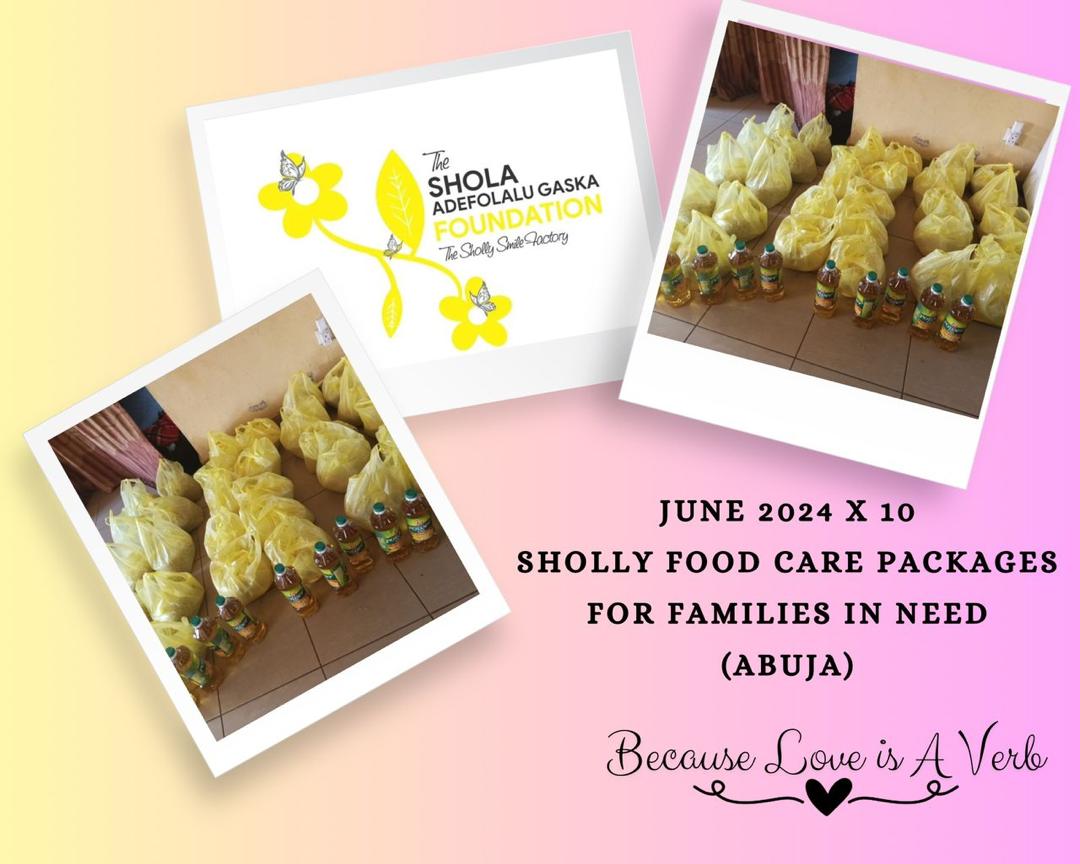 The
SHOLA
ADEFOLALU GASKA
FOUNDATION
The Sholly Smile Factory
JUNE 2024 X 10
SHOLLY FOOD CARE PACKAGES
FOR FAMILIES IN NEED
(ABUJA)
Because Love is A Verb